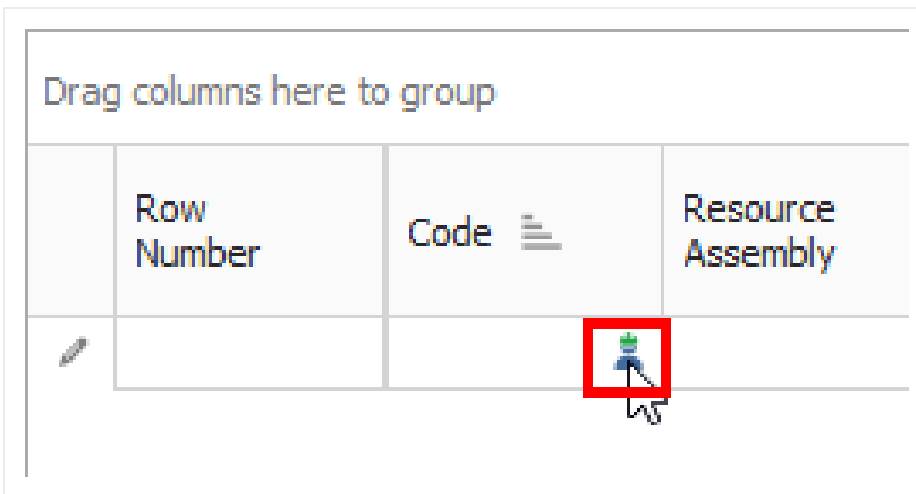 Drag columns here to group
Row
Number
Code
Resource
Assembly